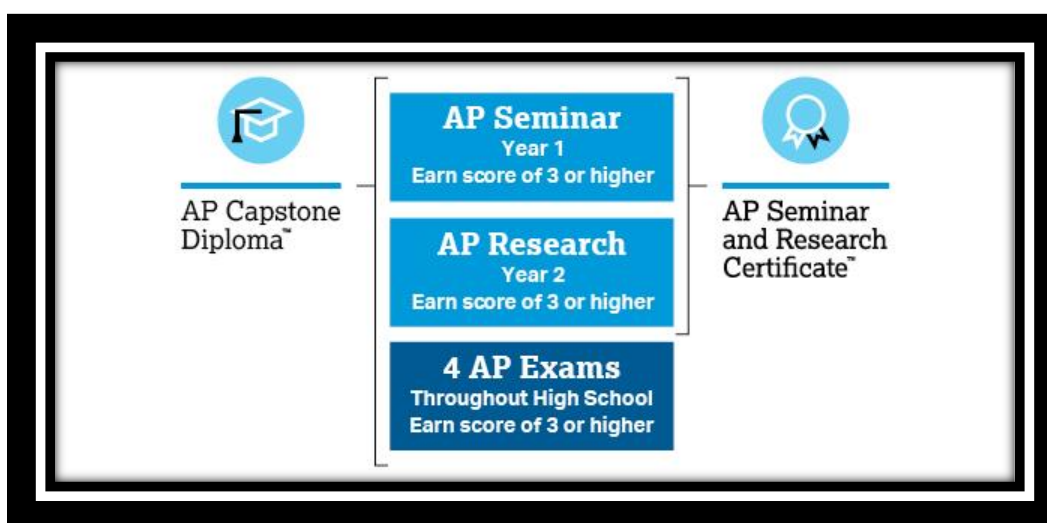 AP Capstone
Diploma™
AP Seminar
Year 1
Earn score of 3 or higher
AP Research
Year 2
Earn score of 3 or higher
4 AP Exams
Throughout High School
Earn score of 3 or higher
AP Seminar
and Research
Certificate™